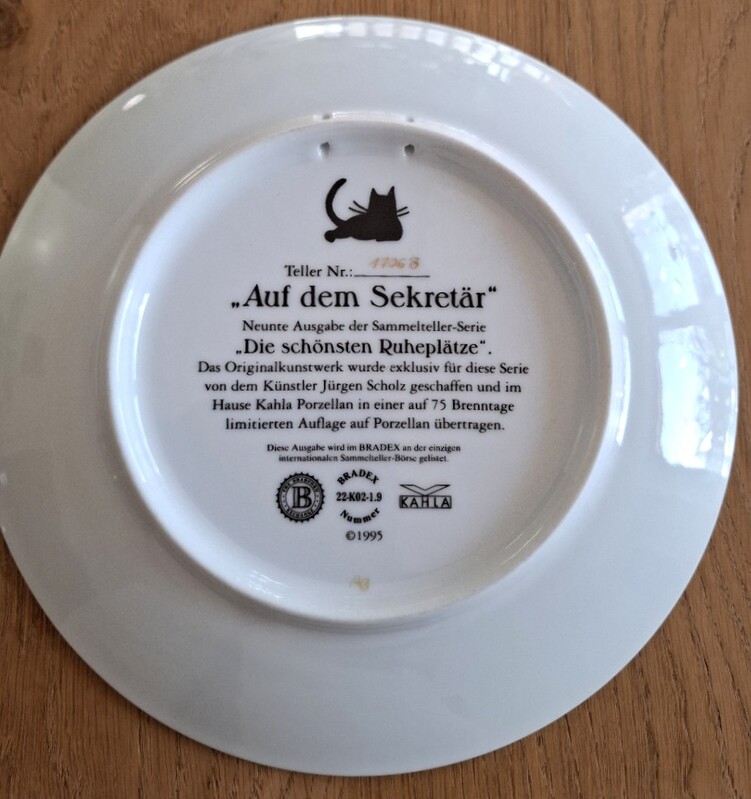 Teller Nr.:
„Auf dem Sekretär“
Neunte Ausgabe der Sammelteller-Serie
„Die schönsten Ruheplätze“.
Das Originalkunstwerk wurde exklusiv für diese Serie
von dem Künstler Jürgen Scholz geschaffen und im
Hause Kahla Porzellan in einer auf 75 Brenntage
limitierten Auflage auf Porzellan übertragen.
Diese Ausgabe wird im BRADEX an der einzigen
internationalen Sammelteller-Börse gelistet.
B
BRADEX
22-K02-1.9
Nummer
KAHLA
©1995